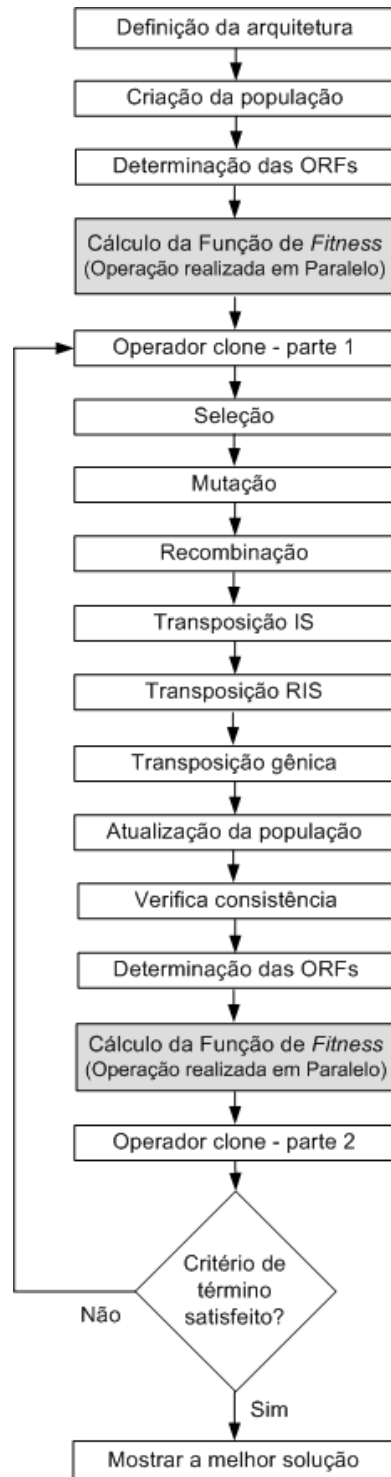 Definição da arquitetura
Criação da população
Determinação das ORFs
Cálculo da Função de Fitness
(Operação realizada em Paralelo)
Operador clone - parte 1
Seleção
Mutação
Recombinação
Transposição IS
Transposição RIS
Transposição gênica
Atualização da população
Verifica consistência
Determinação das ORFs
Cálculo da Função de Fitness
(Operação realizada em Paralelo)
Operador clone - parte 2
Critério de
término
satisfeito?
Não
Sim
Mostrar a melhor solução